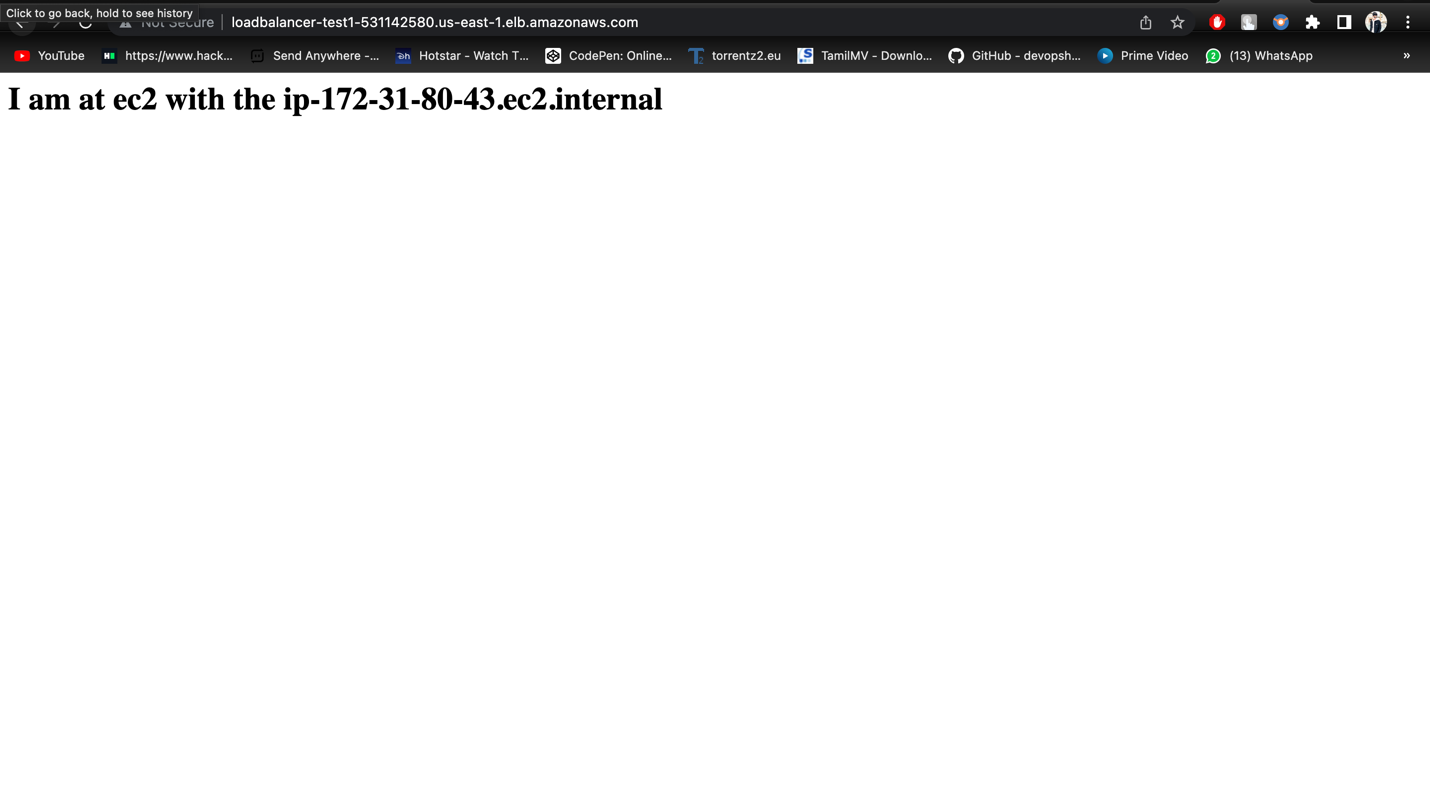 Click to go back, hold to see history
Not Secure | loadbalancer-test1-531142580.us-east-1.elb.amazonaws.com
YouTube https://www.hack... Send Anywhere -... Hotstar - Watch T... CodePen: Online... torrentz2.eu TamilMV - Downlo... GitHub - devopsh... Prime Video (13) WhatsApp »
I am at ec2 with the ip-172-31-80-43.ec2.internal